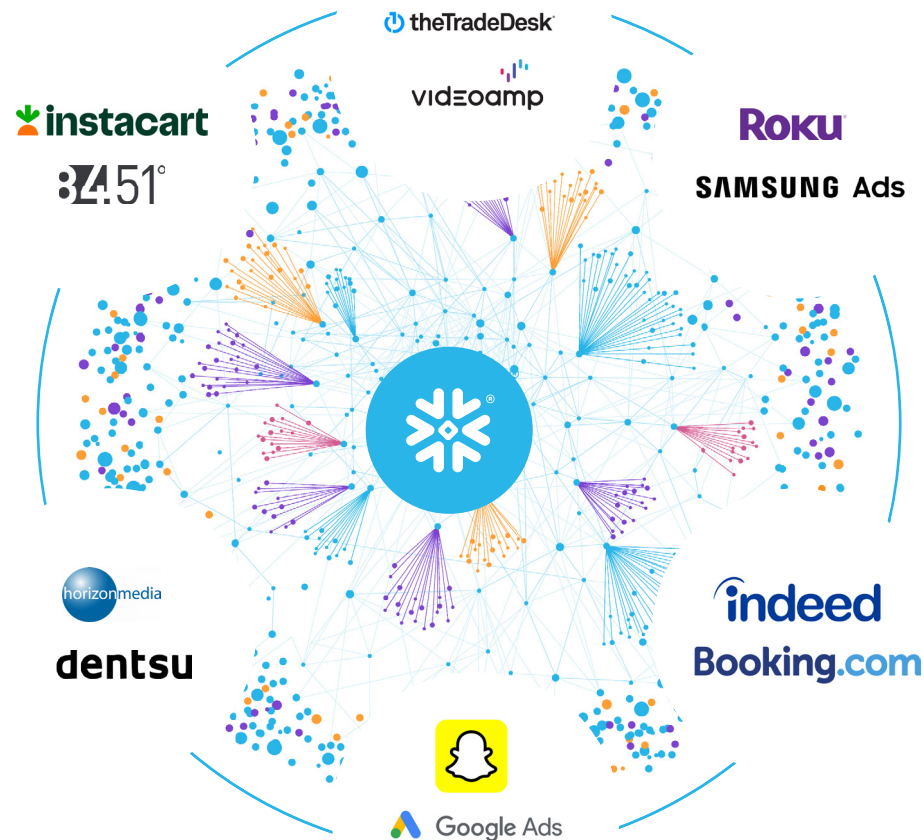 theTradeDesk
videoamp
instacart
84.51°
Roku
SAMSUNG Ads
®
horizonmedia
dentsu
indeed
Booking.com
Google Ads